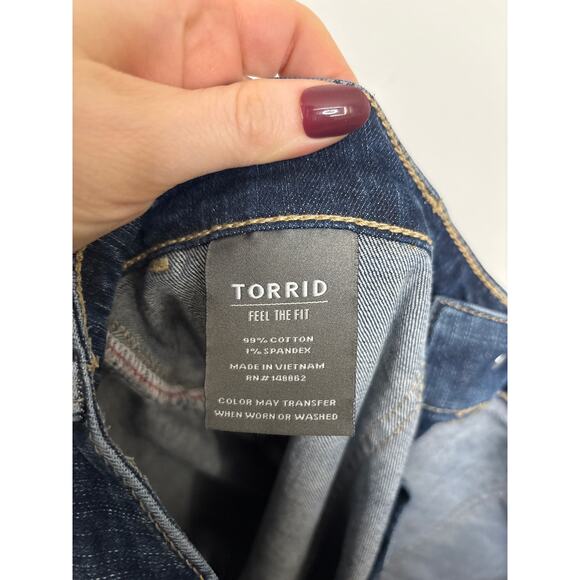 TORRID
FEEL THE FIT
99% COTTON
1% SPANDEX
MADE IN VIETNAM
RN# 148862
COLOR MAY TRANSFER
WHEN WORN OR WASHED